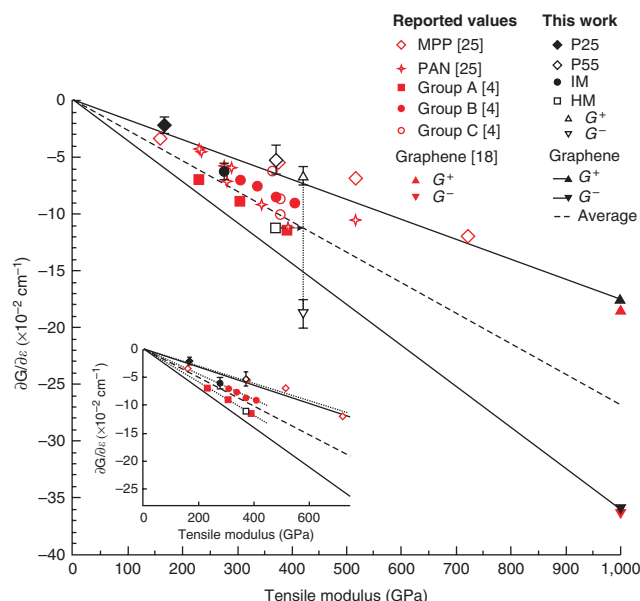 Reported values
MPP [25]
PAN [25]
Group A [4]
Group B [4]
Group C [4]
Graphene [18]
G+
G−
This work
P25
P55
IM
HM
G+
G−
Graphene
G+
G−
Average
0
−5
−10
−15
−20
−25
−30
−35
−40
∂G/∂ε (×10−2 cm−1)
0
−5
−10
−15
−20
−25
∂G/∂ε (×10−2 cm−1)
0 200 400 600
Tensile modulus (GPa)
0 100 200 300 400 500 600 700 800 900 1,000
Tensile modulus (GPa)